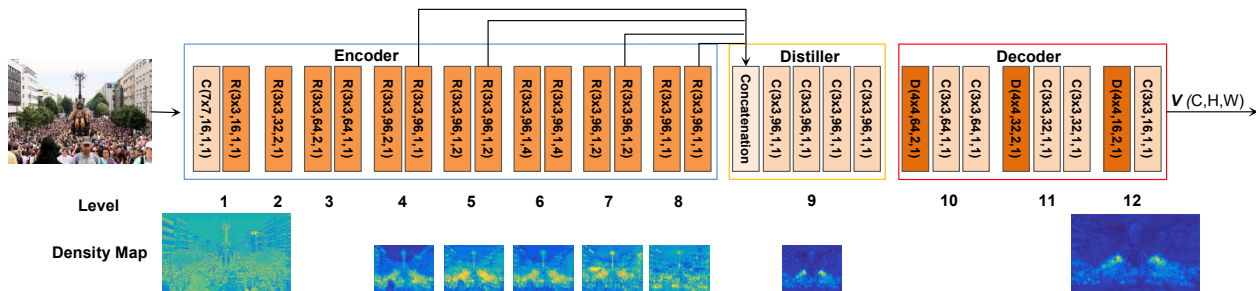 Encoder
Distiller
Decoder
C(7x7,16,1,1)
R(3x3,16,1,1)
R(3x3,32,2,1)
R(3x3,64,2,1)
R(3x3,64,1,1)
R(3x3,96,2,1)
R(3x3,96,1,1)
R(3x3,96,1,2)
R(3x3,96,1,2)
R(3x3,96,1,4)
R(3x3,96,1,4)
R(3x3,96,1,2)
R(3x3,96,1,2)
R(3x3,96,1,1)
R(3x3,96,1,1)
Concatenation
C(3x3,96,1,1)
C(3x3,96,1,1)
C(3x3,96,1,1)
C(3x3,96,1,1)
D(4x4,64,2,1)
C(3x3,64,1,1)
C(3x3,64,1,1)
D(4x4,32,2,1)
C(3x3,32,1,1)
C(3x3,32,1,1)
D(4x4,16,2,1)
C(3x3,16,1,1)
V (C,H,W)
Level 1 2 3 4 5 6 7 8 9 10 11 12
Density Map